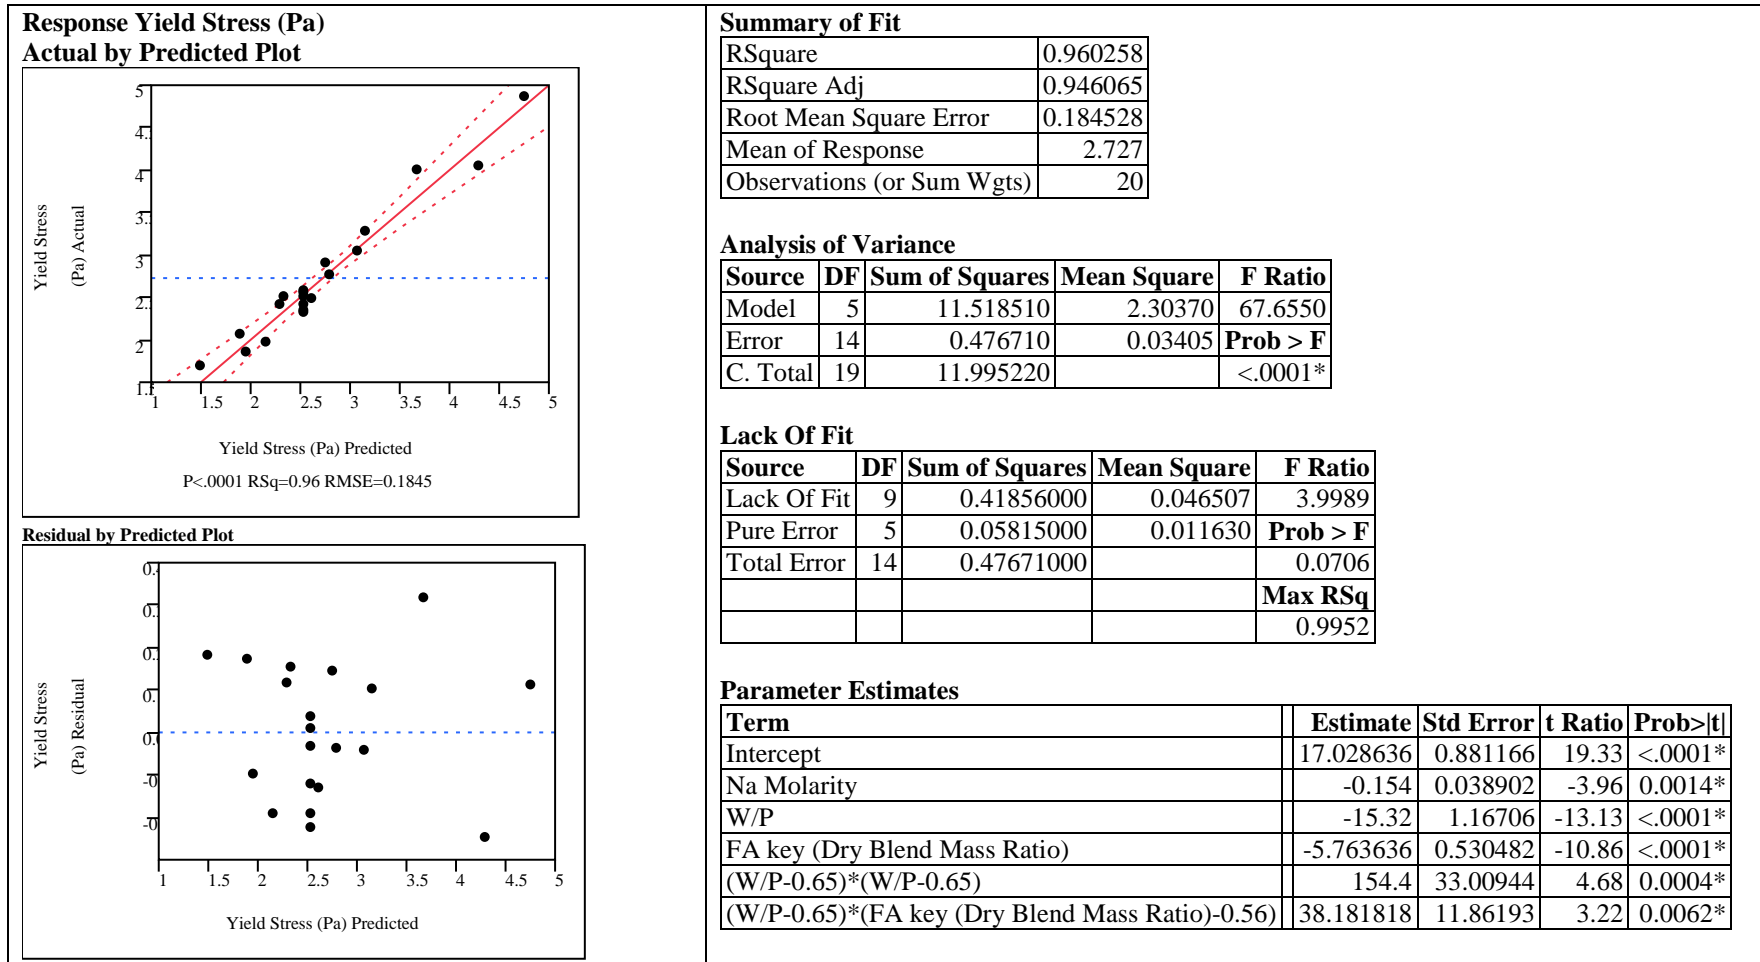 Response Yield Stress (Pa)
Actual by Predicted Plot
5
4
3
2
1 1.5 2 2.5 3 3.5 4 4.5 5
Yield Stress
(Pa) Actual
Yield Stress (Pa) Predicted
P<.0001 RSq=0.96 RMSE=0.1845
Residual by Predicted Plot
Yield Stress
(Pa) Residual
1 1.5 2 2.5 3 3.5 4 4.5 5
Yield Stress (Pa) Predicted
Summary of Fit
RSquare 0.960258
RSquare Adj 0.946065
Root Mean Square Error 0.184528
Mean of Response 2.727
Observations (or Sum Wgts) 20
Analysis of Variance
Source DF Sum of Squares Mean Square F Ratio
Model 5 11.518510 2.30370 67.6550
Error 14 0.476710 0.03405 Prob > F
C. Total 19 11.995220 <.0001*
Lack Of Fit
Source DF Sum of Squares Mean Square F Ratio
Lack Of Fit 9 0.41856000 0.046507 3.9989
Pure Error 5 0.05815000 0.011630 Prob > F
Total Error 14 0.47671000 0.0706
Max RSq
0.9952
Parameter Estimates
Term Estimate Std Error t Ratio Prob>|t|
Intercept 17.028636 0.881166 19.33 <.0001*
Na Molarity -0.154 0.038902 -3.96 0.0014*
W/P -15.32 1.16706 -13.13 <.0001*
FA key (Dry Blend Mass Ratio) -5.763636 0.530482 -10.86 <.0001*
(W/P-0.65)*(W/P-0.65) 154.4 33.00944 4.68 0.0004*
(W/P-0.65)*(FA key (Dry Blend Mass Ratio)-0.56) 38.181818 11.86193 3.22 0.0062*